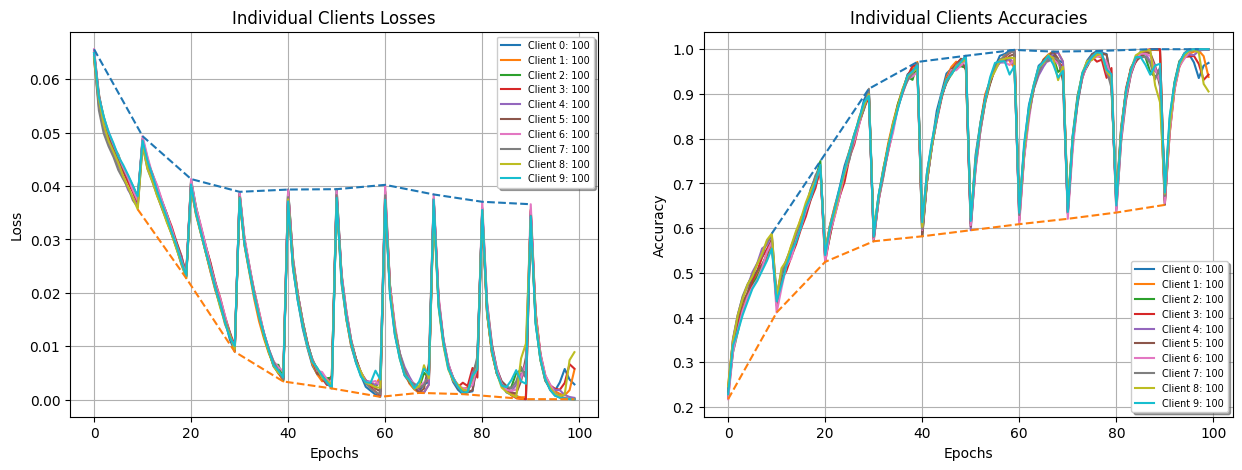 Individual Clients Losses
Loss
0.06
0.05
0.04
0.03
0.02
0.01
0.00
0 20 40 60 80 100
Epochs
Client 0: 100
Client 1: 100
Client 2: 100
Client 3: 100
Client 4: 100
Client 5: 100
Client 6: 100
Client 7: 100
Client 8: 100
Client 9: 100
Individual Clients Accuracies
Accuracy
1.0
0.9
0.8
0.7
0.6
0.5
0.4
0.3
0.2
0 20 40 60 80 100
Epochs
Client 0: 100
Client 1: 100
Client 2: 100
Client 3: 100
Client 4: 100
Client 5: 100
Client 6: 100
Client 7: 100
Client 8: 100
Client 9: 100